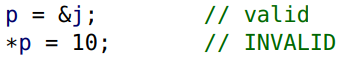 p = &j;        // valid
*p = 10;       // INVALID